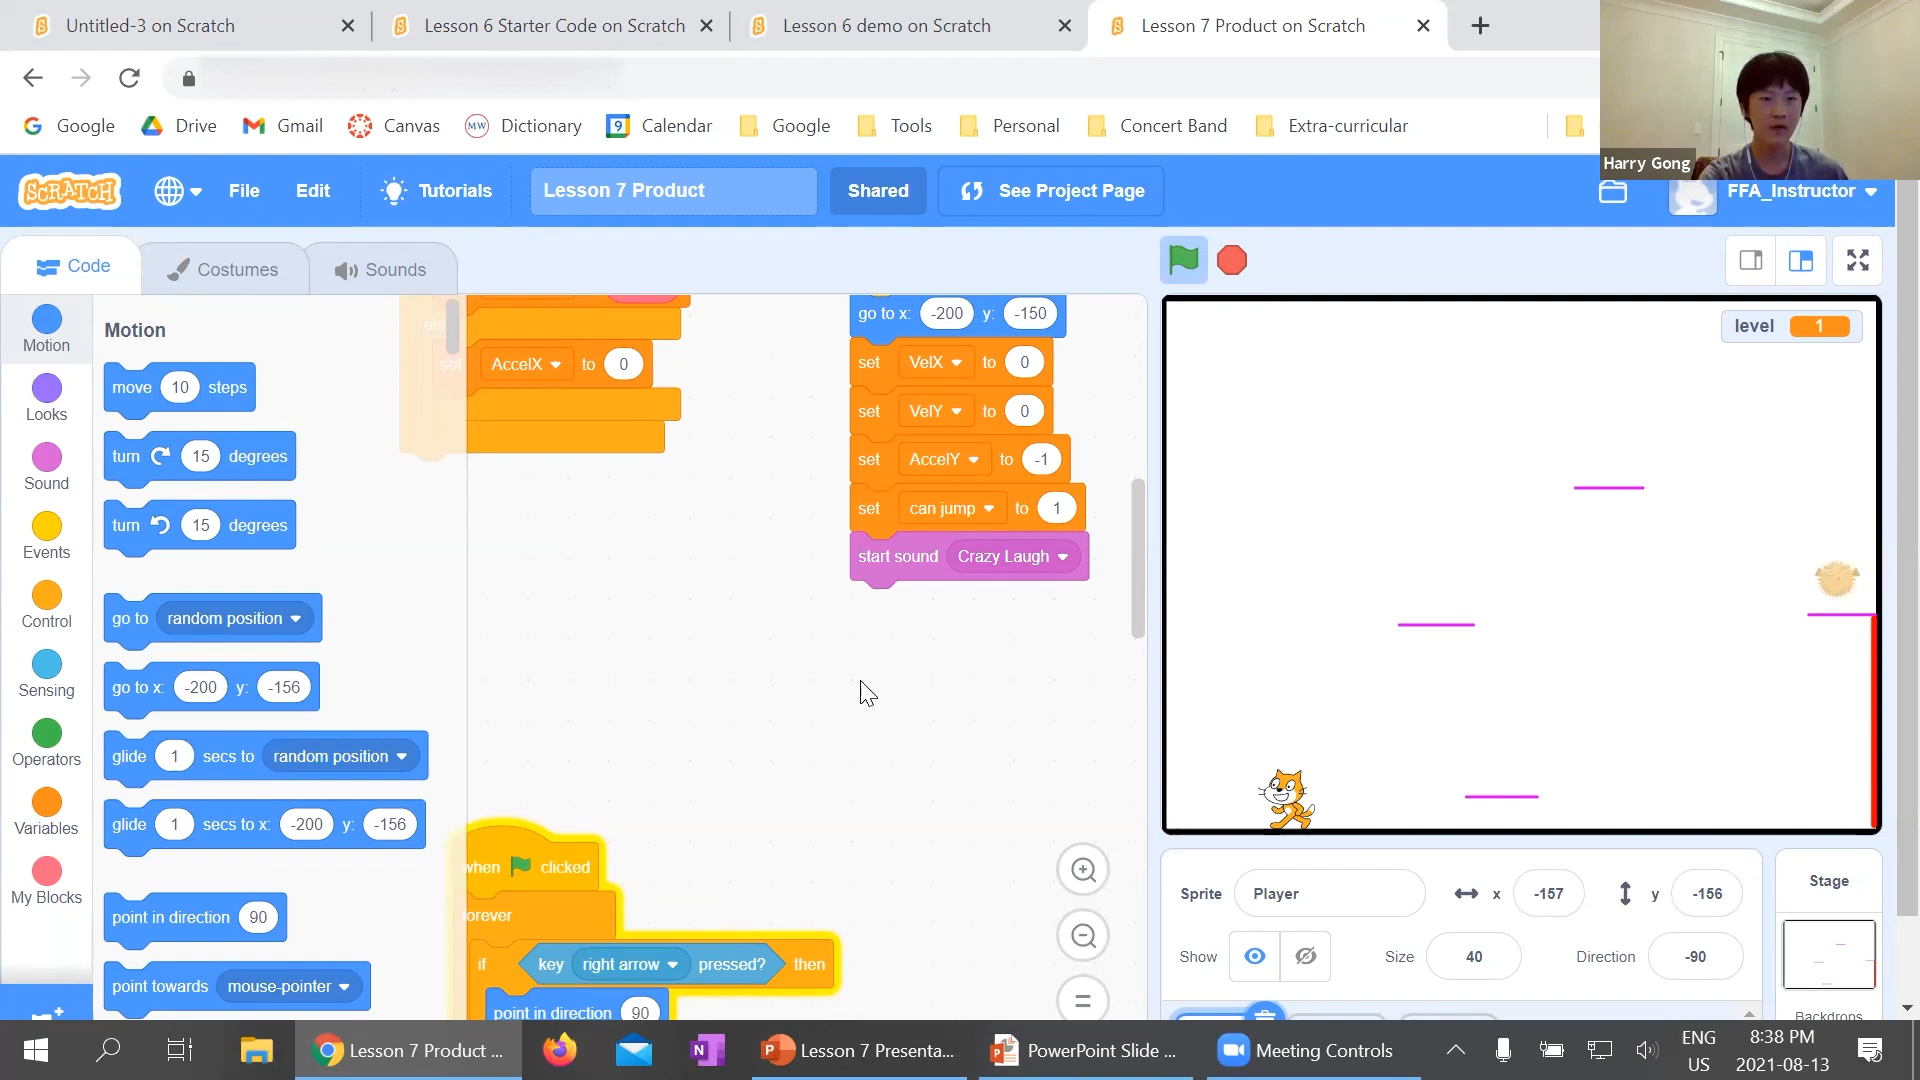 Untitled-3 on Scratch
Lesson 6 Starter Code on Scratch
Lesson 6 demo on Scratch
Lesson 7 Product on Scratch
Google
Drive
Gmail
Canvas
Dictionary
Calendar
Google
Tools
Personal
Concert Band
Extra-curricular
Harry Gong
SCRATCH
File
Edit
Tutorials
Lesson 7 Product
Shared
See Project Page
FFA_Instructor
Code
Costumes
Sounds
Motion
Looks
Sound
Events
Control
Sensing
Operators
Variables
My Blocks
Motion
move 10 steps
turn 15 degrees
turn 15 degrees
go to random position
go to x: -200 y: -156
glide 1 secs to random position
glide 1 secs to x: -200 y: -156
point in direction 90
point towards mouse-pointer
set AccelX to 0
go to x: -200 y: -150
set VelX to 0
set VelY to 0
set AccelY to -1
set can jump to 1
start sound Crazy Laugh
when clicked
forever
if key right arrow pressed? then
point in direction 90
level 1
Sprite Player x -157 y -156
Show Size 40 Direction -90
Stage
Backdrops
Lesson 7 Product ...
Lesson 7 Presenta...
PowerPoint Slide ...
Meeting Controls
ENG
US
8:38 PM
2021-08-13